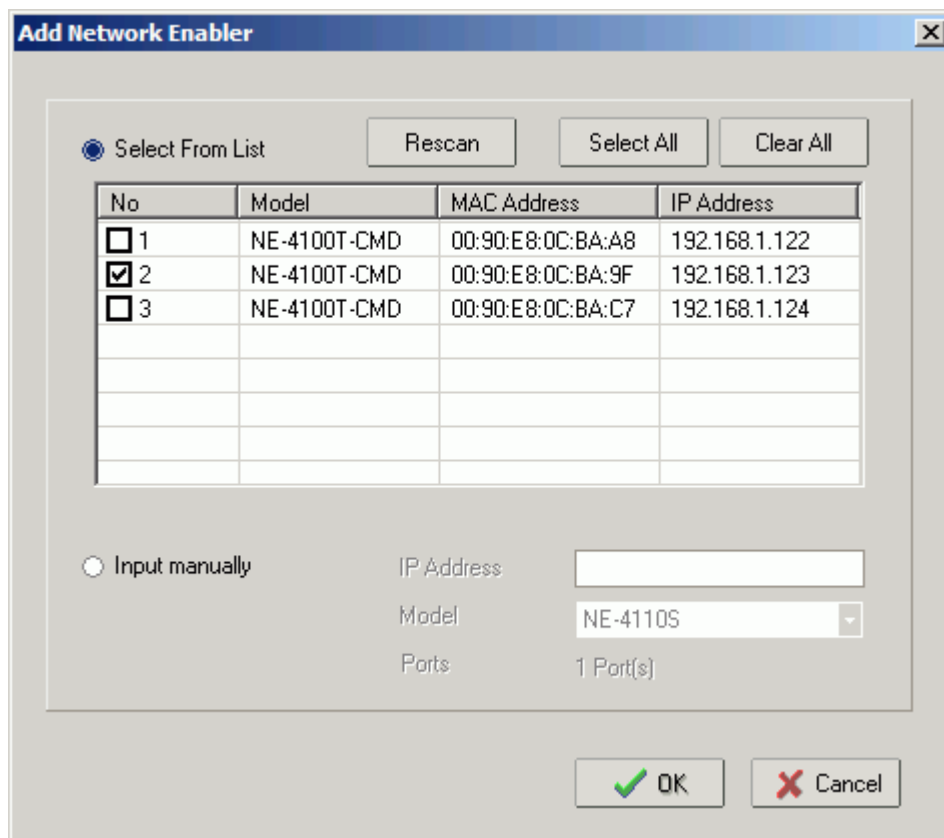 Add Network Enabler
Select From List Rescan Select All Clear All
No Model MAC Address IP Address
1 NE-4100T-CMD 00:90:E8:0C:BA:A8 192.168.1.122
2 NE-4100T-CMD 00:90:E8:0C:BA:9F 192.168.1.123
3 NE-4100T-CMD 00:90:E8:0C:BA:C7 192.168.1.124
Input manually IP Address
Model NE-4110S
Ports 1 Port(s)
OK Cancel